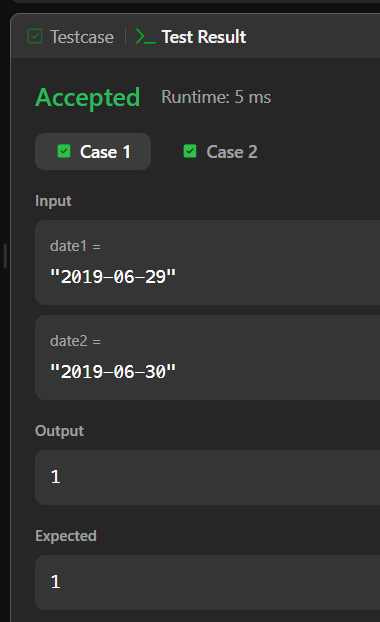 Testcase | >_ Test Result
Accepted Runtime: 5 ms
Case 1 Case 2
Input
date1 =
"2019-06-29"
date2 =
"2019-06-30"
Output
1
Expected
1